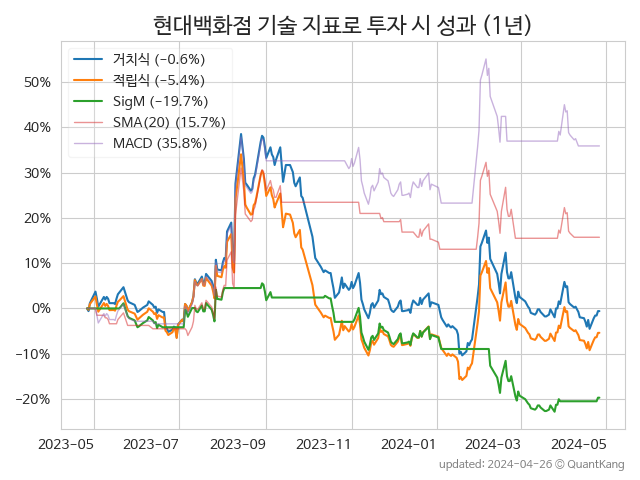 현대백화점 기술 지표로 투자 시 성과 (1년)
거치식 (−0.6%)
적립식 (−5.4%)
SigM (−19.7%)
SMA(20) (15.7%)
MACD (35.8%)
50%
40%
30%
20%
10%
0%
−10%
−20%
2023-05 2023-07 2023-09 2023-11 2024-01 2024-03 2024-05
updated: 2024-04-26 ⓒ QuantKang